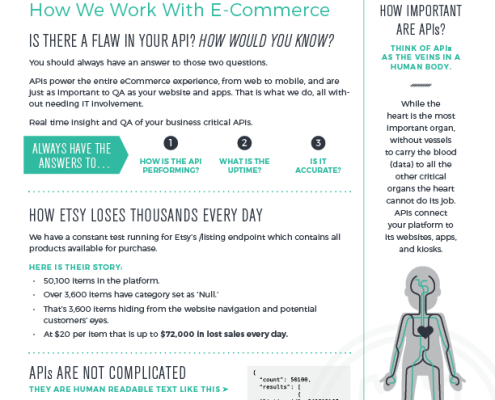 How We Work With E-Commerce
IS THERE A FLAW IN YOUR API? HOW WOULD YOU KNOW?
You should always have an answer to those two questions.
APIs power the entire eCommerce experience, from web to mobile, and are
just as important to QA as your website and apps. That is what we do, all with-
out needing IT involvement.
Real time insight and QA of your business critical APIs.
ALWAYS HAVE THE
ANSWERS TO...
1
HOW IS THE API
PERFORMING?
2
WHAT IS THE
UPTIME?
3
IS IT
ACCURATE?
HOW ETSY LOSES THOUSANDS EVERY DAY
We have a constant test running for Etsy's /listing endpoint which contains all
products available for purchase.
HERE IS THEIR STORY:
• 50,100 items in the platform.
• Over 3,600 items have category set as 'Null.'
• That's 3,600 items hiding from the website navigation and potential
customers' eyes.
• At $20 per item that is up to $72,000 in lost sales every day.
APIs ARE NOT COMPLICATED
THEY ARE HUMAN READABLE TEXT LIKE THIS ➤
{
"count": 50100,
"results": [
{
HOW IMPORTANT
ARE APIs?
THINK OF APIs
AS THE VEINS IN A
HUMAN BODY.
While the
heart is the most
important organ,
without vessels
to carry the blood
(data) to all the
other critical
organs the heart
cannot do its job.
APIs connect
your platform to
its websites, apps,
and kiosks.